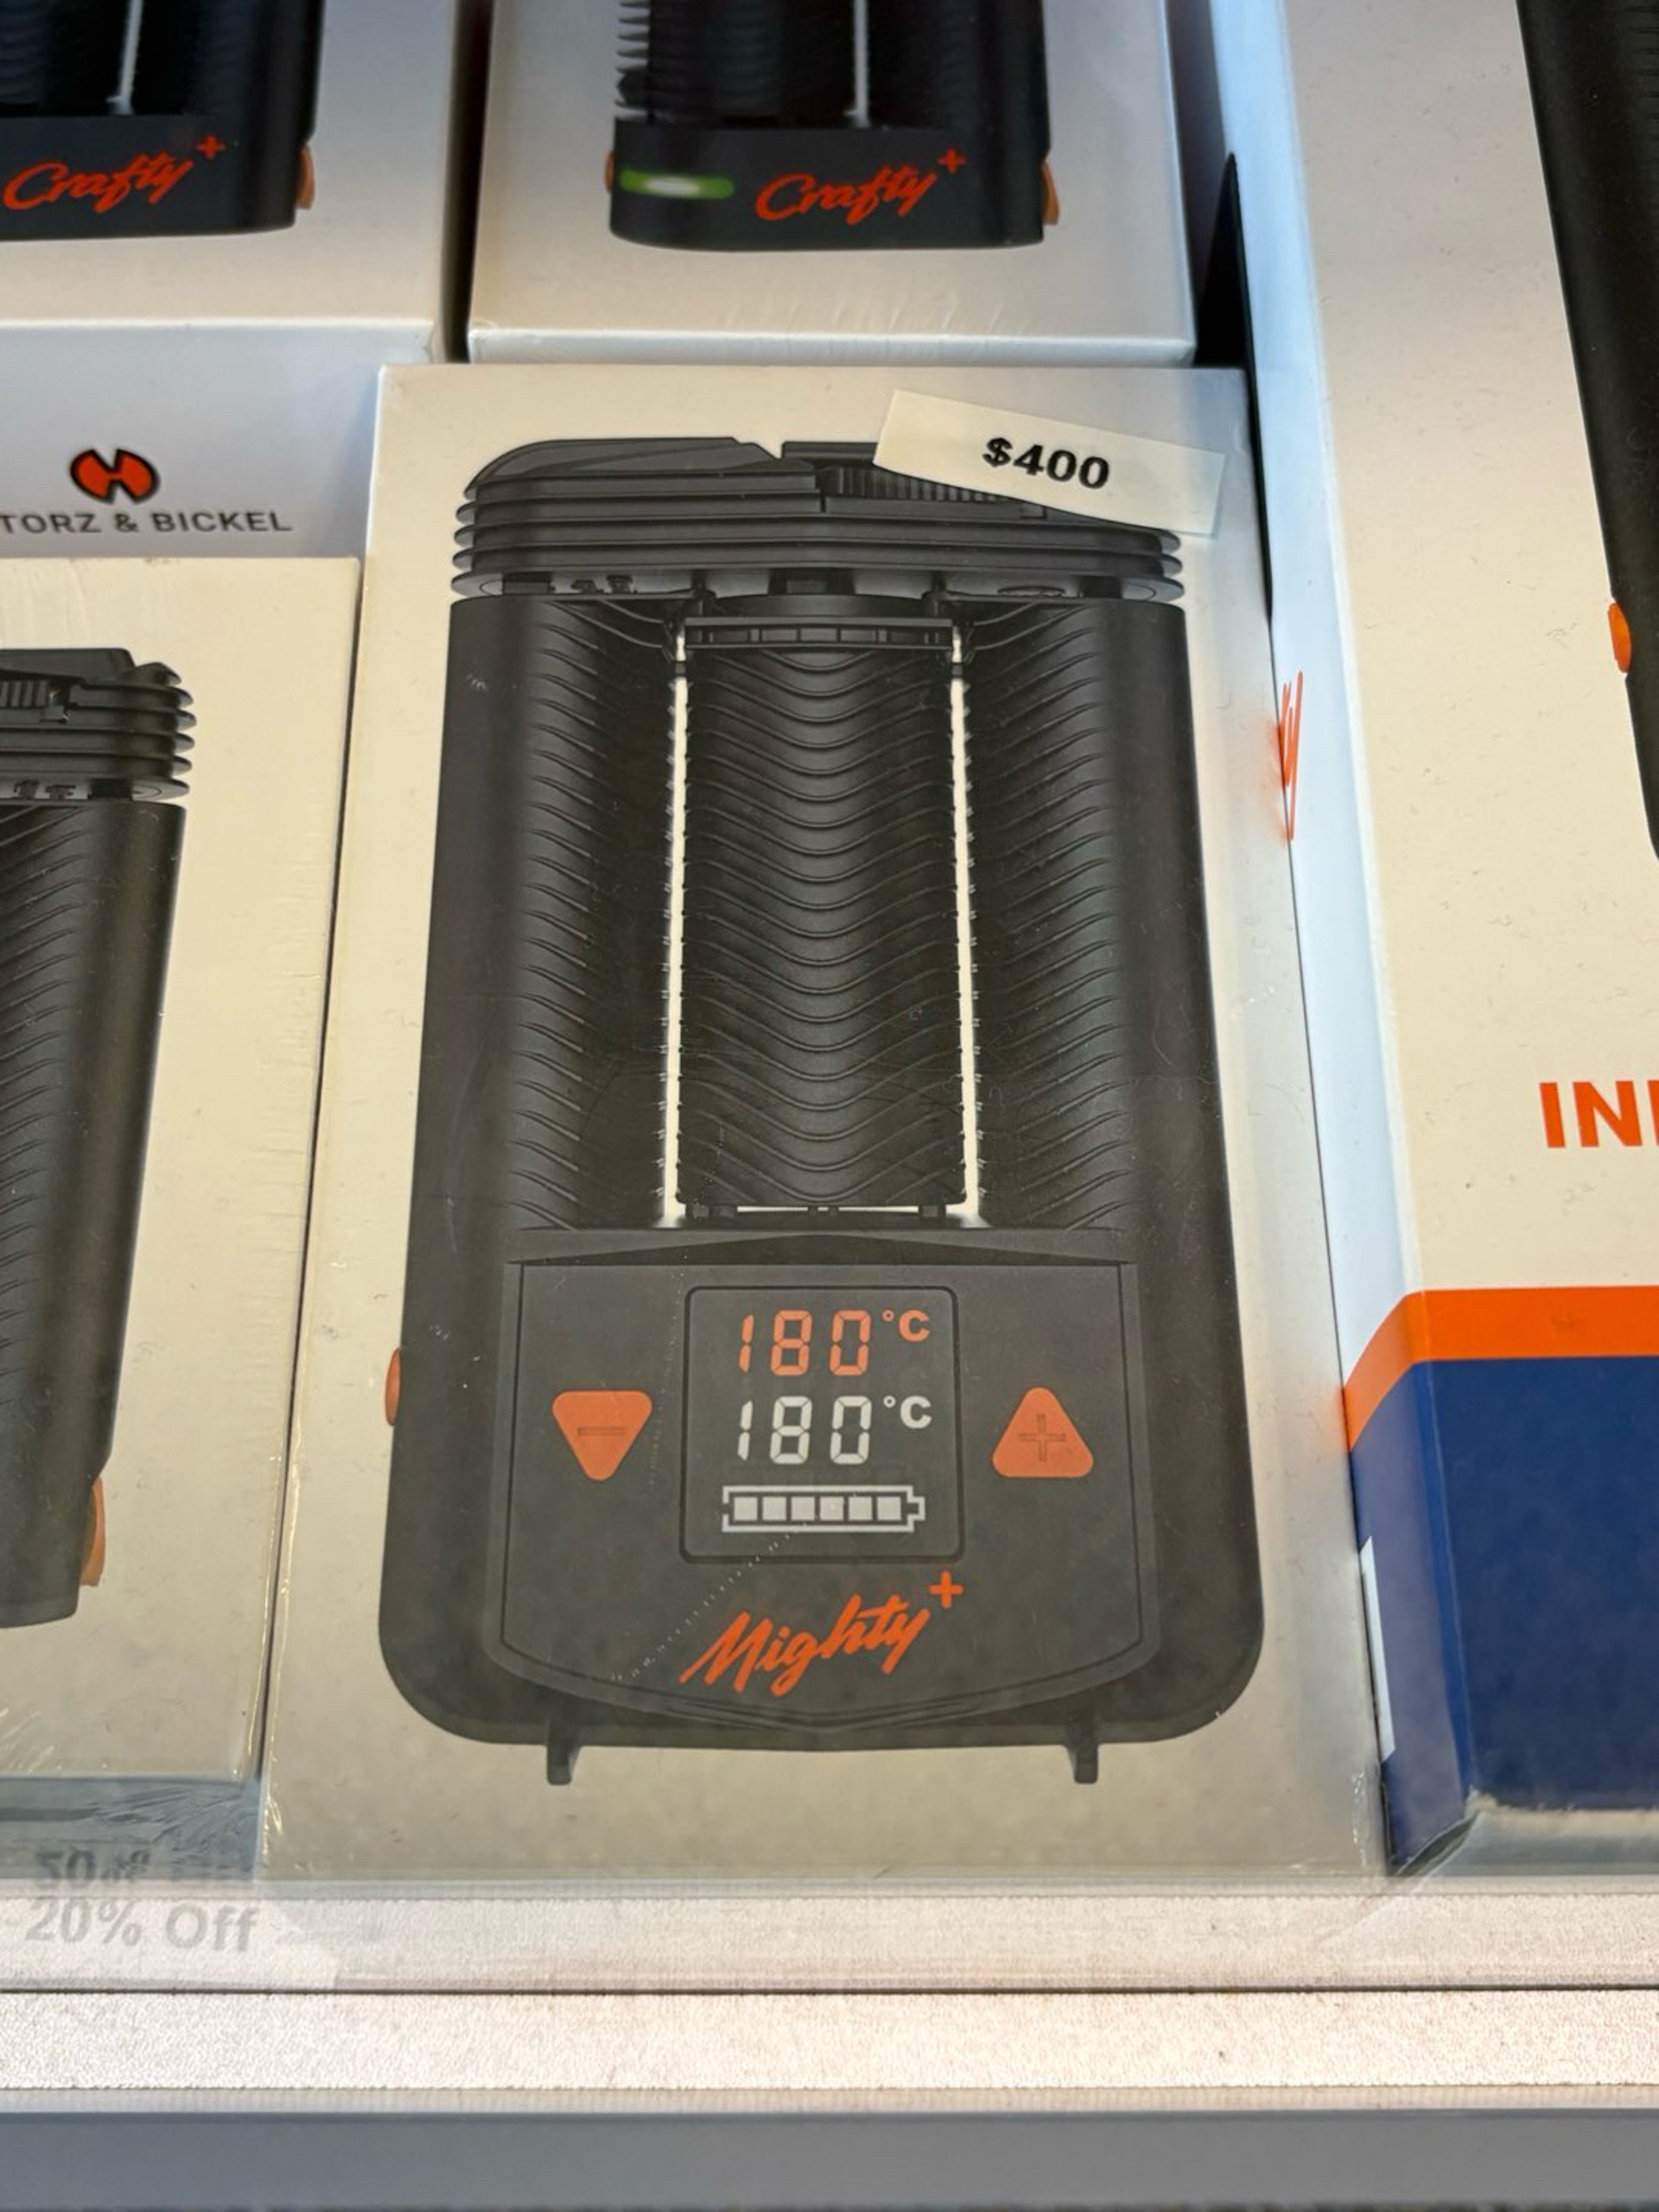 Crafty+
Crafty+
$400
TORZ & BICKEL
IN
180°C
180°C
Mighty+
20% Off